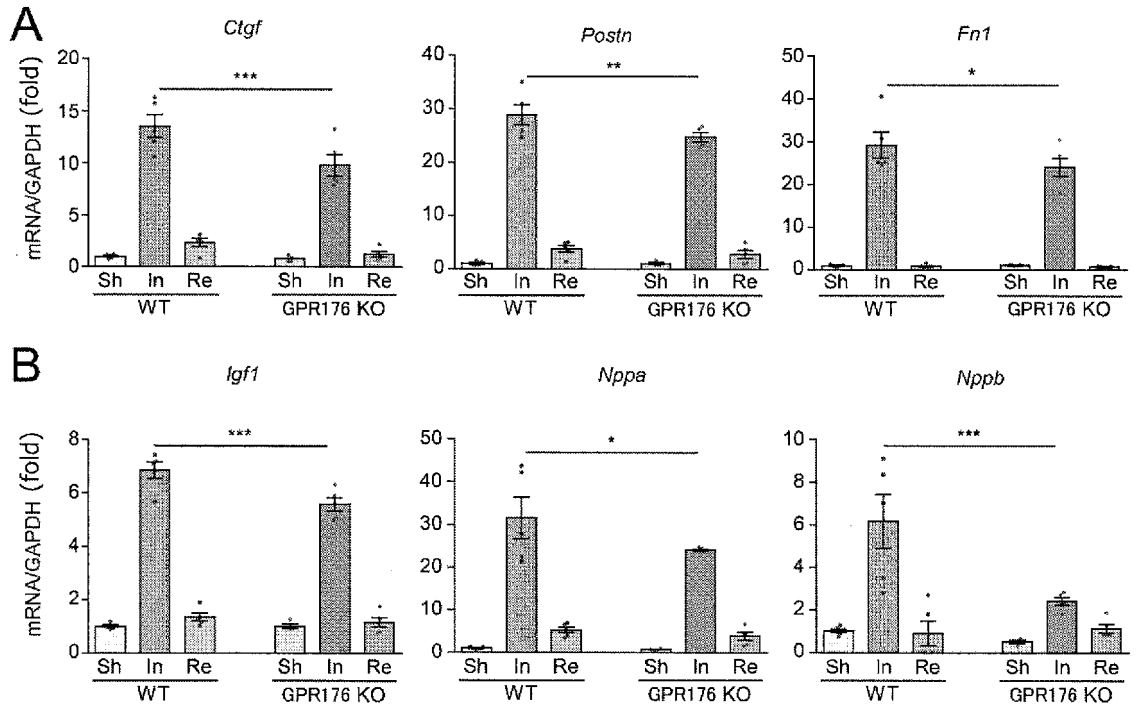 A
Ctgf
Postn
Fn1
mRNA/GAPDH (fold)
20
15
10
5
0
***
Sh In Re Sh In Re
WT GPR176 KO
40
30
20
10
0
**
Sh In Re Sh In Re
WT GPR176 KO
50
40
30
20
10
0
*
Sh In Re Sh In Re
WT GPR176 KO
B
Igf1
Nppa
Nppb
mRNA/GAPDH (fold)
8
6
4
2
0
***
Sh In Re Sh In Re
WT GPR176 KO
50
40
30
20
10
0
*
Sh In Re Sh In Re
WT GPR176 KO
10
8
6
4
2
0
***
Sh In Re Sh In Re
WT GPR176 KO